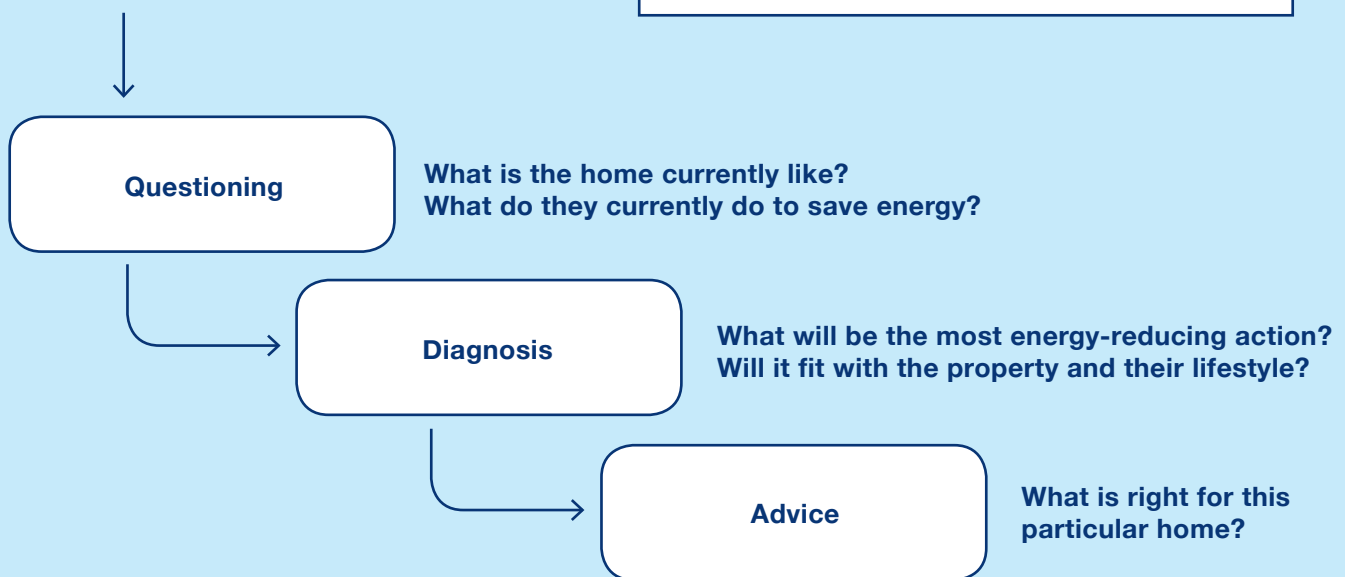 Questioning
What is the home currently like?
What do they currently do to save energy?
Diagnosis
What will be the most energy-reducing action?
Will it fit with the property and their lifestyle?
Advice
What is right for this
particular home?